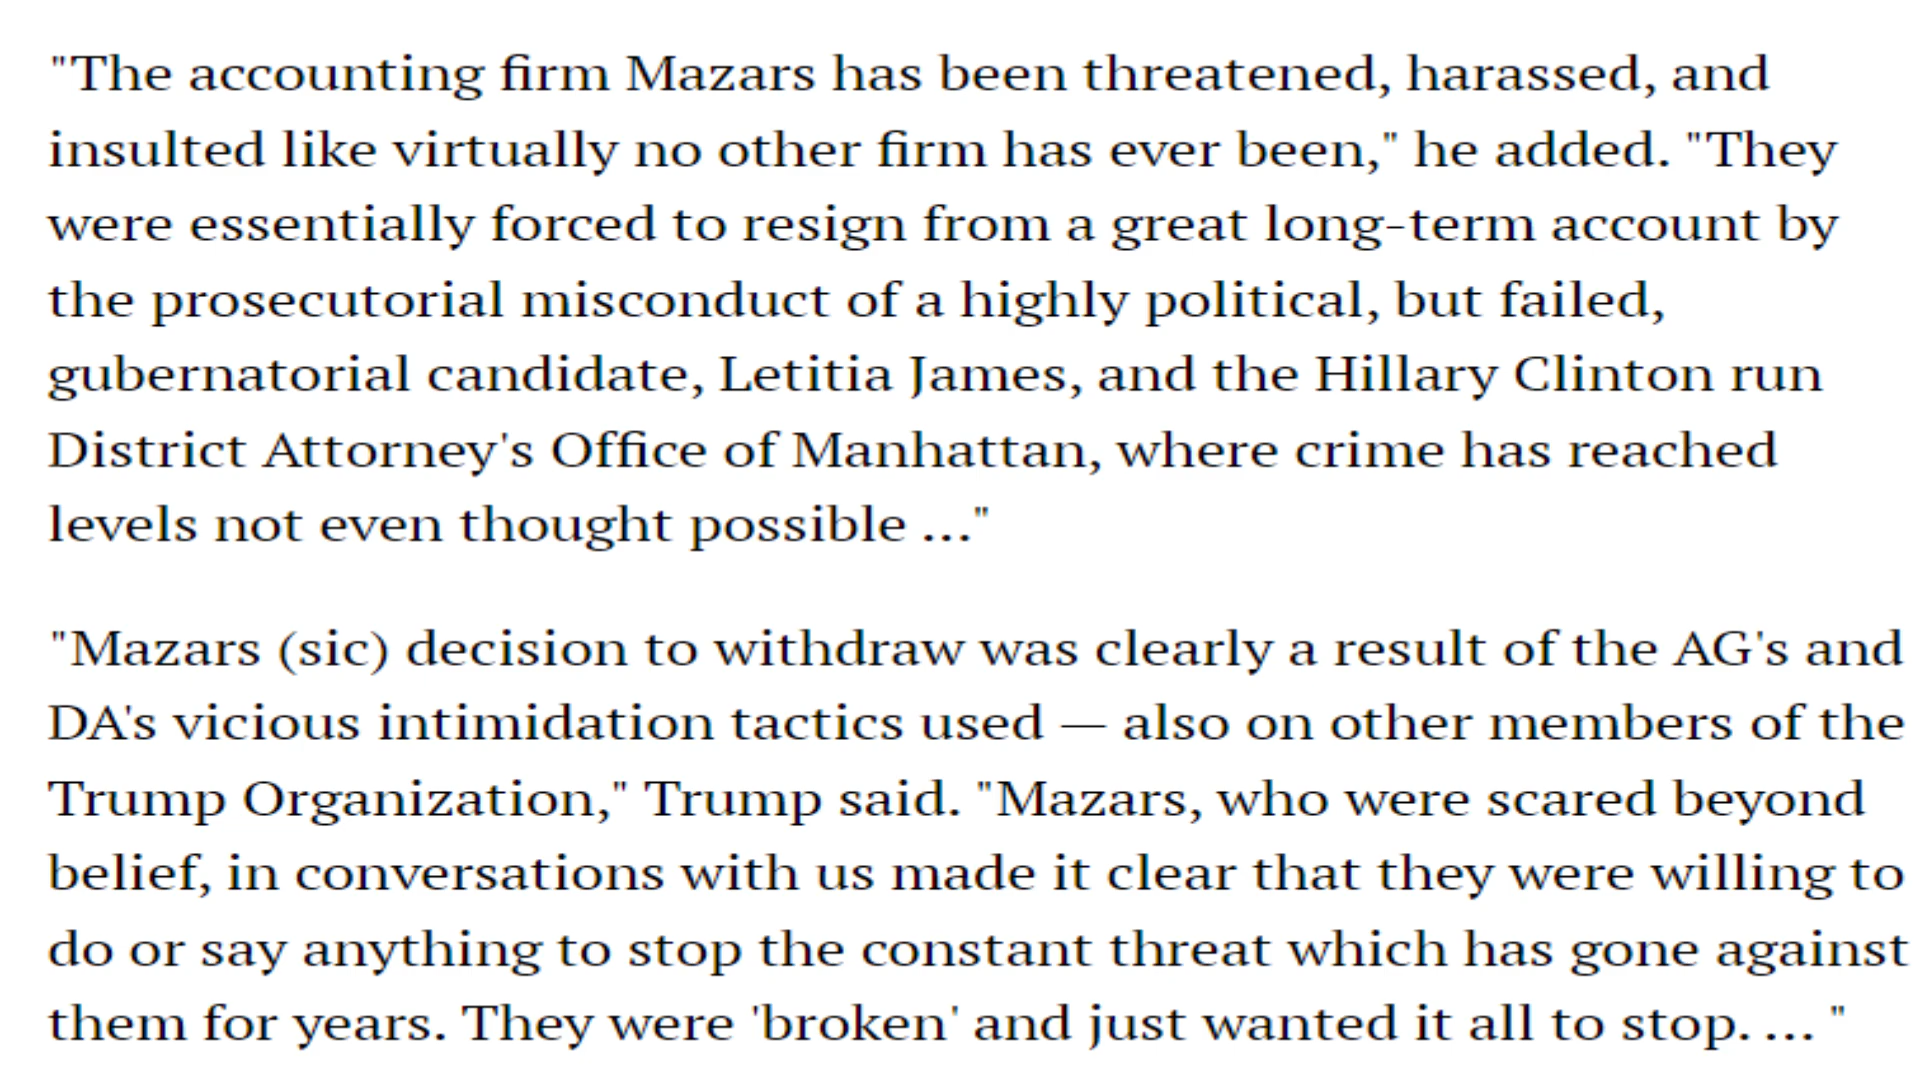 "The accounting firm Mazars has been threatened, harassed, and
insulted like virtually no other firm has ever been," he added. "They
were essentially forced to resign from a great long-term account by
the prosecutorial misconduct of a highly political, but failed,
gubernatorial candidate, Letitia James, and the Hillary Clinton run
District Attorney's Office of Manhattan, where crime has reached
levels not even thought possible ..."
"Mazars (sic) decision to withdraw was clearly a result of the AG's and
DA's vicious intimidation tactics used — also on other members of the
Trump Organization," Trump said. "Mazars, who were scared beyond
belief, in conversations with us made it clear that they were willing to
do or say anything to stop the constant threat which has gone against
them for years. They were 'broken' and just wanted it all to stop. ... "